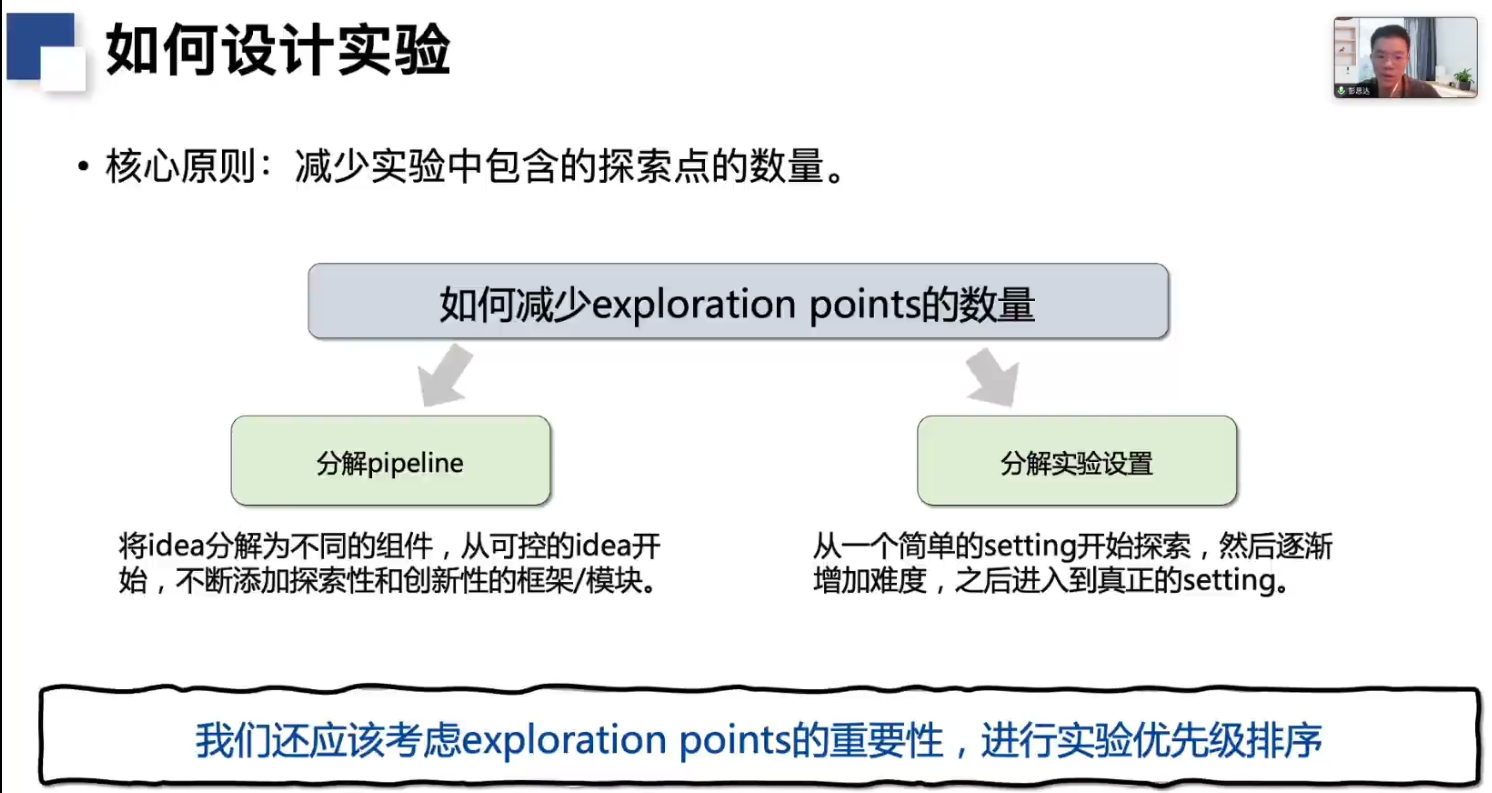 如何设计实验
彭思达
• 核心原则：减少实验中包含的探索点的数量。
如何减少exploration points的数量
分解pipeline
将idea分解为不同的组件，从可控的idea开
始，不断添加探索性和创新性的框架/模块。
分解实验设置
从一个简单的setting开始探索，然后逐渐
增加难度，之后进入到真正的setting。
我们还应该考虑exploration points的重要性，进行实验优先级排序